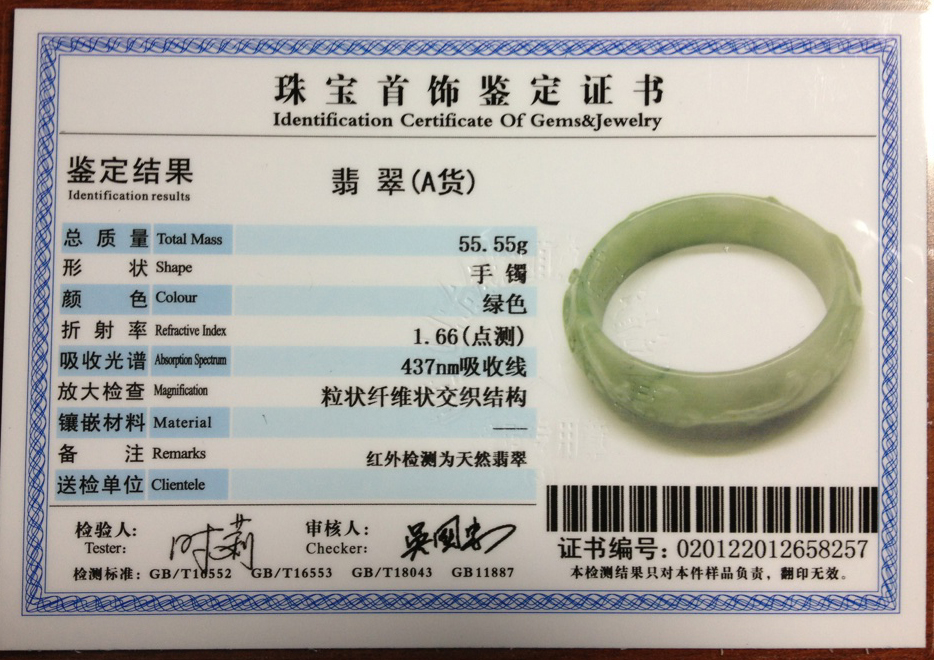 珠宝首饰鉴定证书
Identification Certificate Of Gems&Jewelry
鉴定结果
Identification results
翡翠(A货)
总质量 Total Mass 55.55g
形状 Shape 手镯
颜色 Colour 绿色
折射率 Refractive Index 1.66(点测)
吸收光谱 Absorption Spectrum 437nm吸收线
放大检查 Magnification 粒状纤维状交织结构
镶嵌材料 Material ———
备注 Remarks 红外检测为天然翡翠
送检单位 Clientele
检验人: 时莉
Tester:
审核人:
Checker:
检测标准: GB/T16552 GB/T16553 GB/T18043 GB11887
证书编号: 020122012658257
本检测结果只对本件样品负责，翻印无效。